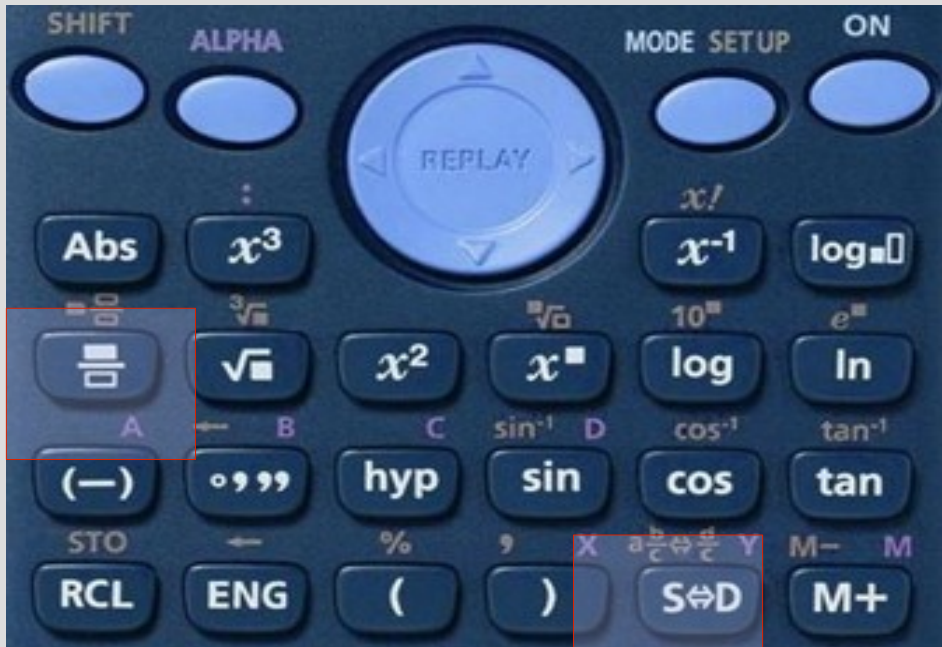 SHIFT ALPHA MODE SETUP ON
REPLAY
: x!
Abs x³ x⁻¹ log■▯
■▯/▯ ³√■ ■√▯ 10■ e■
■/▯ √■ x² x■ log ln
A ← B C sin⁻¹ D cos⁻¹ tan⁻¹
(—) ∘,,, hyp sin cos tan
STO ← % , X a b/c⇔d/c Y M− M
RCL ENG ( ) S⇔D M+